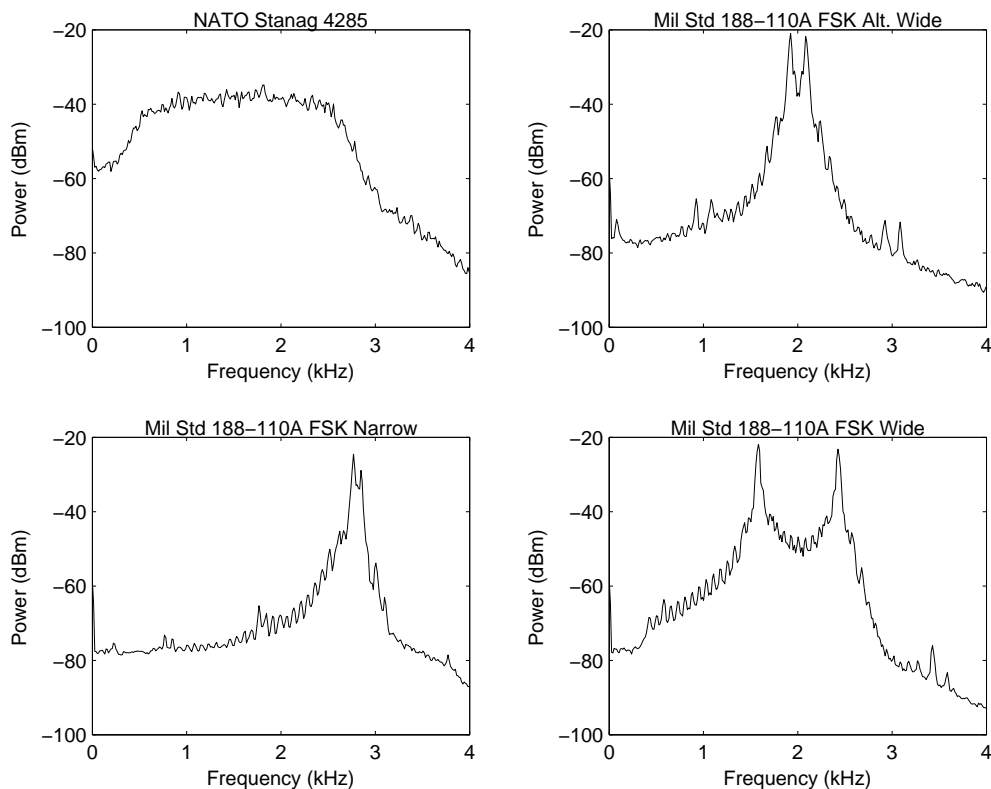 NATO Stanag 4285
−20
−40
−60
−80
−100
Power (dBm)
0 1 2 3 4
Frequency (kHz)
Mil Std 188−110A FSK Alt. Wide
−20
−40
−60
−80
−100
Power (dBm)
0 1 2 3 4
Frequency (kHz)
Mil Std 188−110A FSK Narrow
−20
−40
−60
−80
−100
Power (dBm)
0 1 2 3 4
Frequency (kHz)
Mil Std 188−110A FSK Wide
−20
−40
−60
−80
−100
Power (dBm)
0 1 2 3 4
Frequency (kHz)